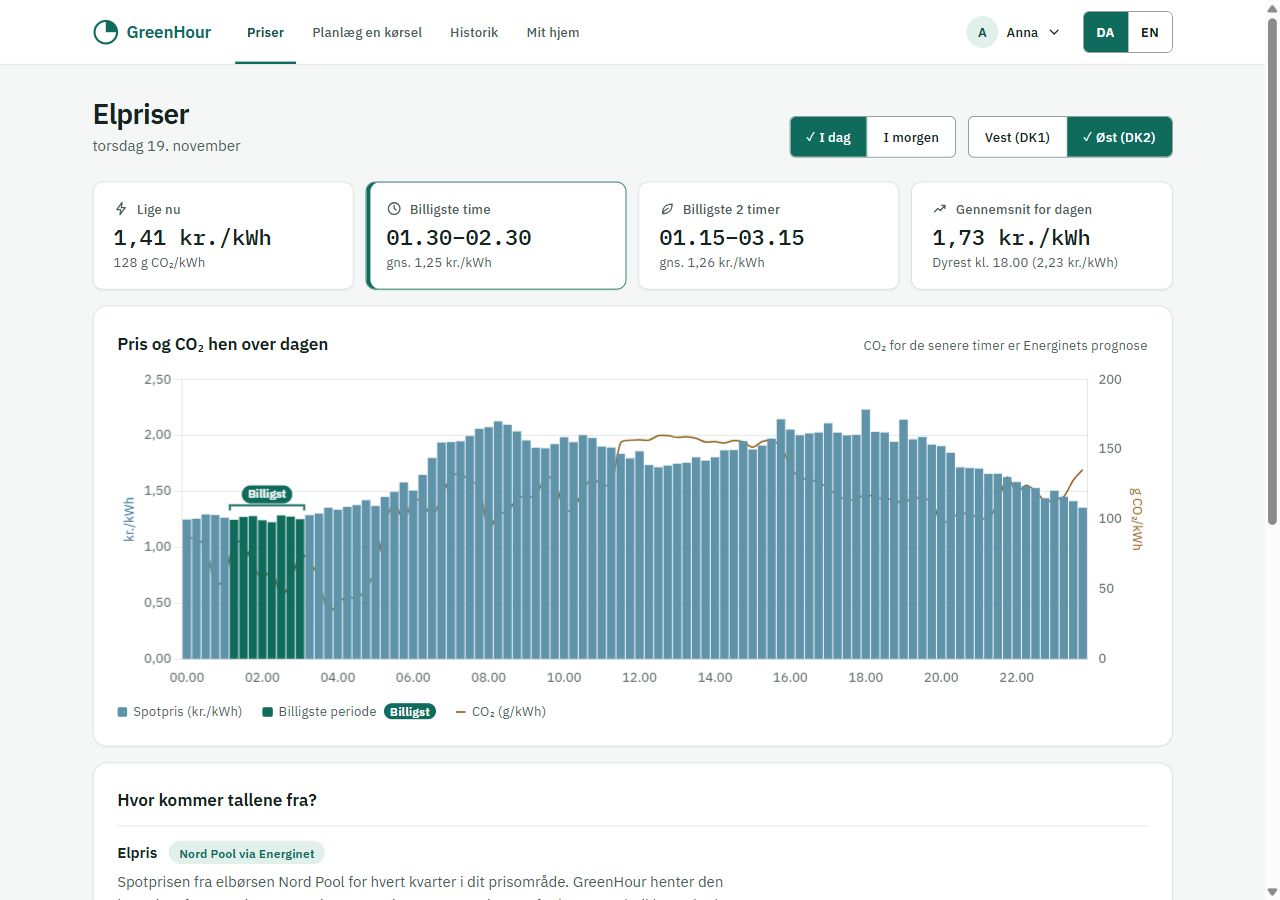 GreenHour
Priser
Planlæg en kørsel
Historik
Mit hjem
A
Anna
DA
EN
Elpriser
torsdag 19. november
✓ I dag
I morgen
Vest (DK1)
✓ Øst (DK2)
Lige nu
1,41 kr./kWh
128 g CO₂/kWh
Billigste time
01.30–02.30
gns. 1,25 kr./kWh
Billigste 2 timer
01.15–03.15
gns. 1,26 kr./kWh
Gennemsnit for dagen
1,73 kr./kWh
Dyrest kl. 18.00 (2,23 kr./kWh)
Pris og CO₂ hen over dagen
CO₂ for de senere timer er Energinets prognose
2,50
2,00
1,50
1,00
0,50
0,00
kr./kWh
Billigst
200
150
100
50
0
g CO₂/kWh
00.00
02.00
04.00
06.00
08.00
10.00
12.00
14.00
16.00
18.00
20.00
22.00
Spotpris (kr./kWh)
Billigste periode
Billigst
CO₂ (g/kWh)
Hvor kommer tallene fra?
Elpris
Nord Pool via Energinet
Spotprisen fra elbørsen Nord Pool for hvert kvarter i dit prisområde. GreenHour henter den